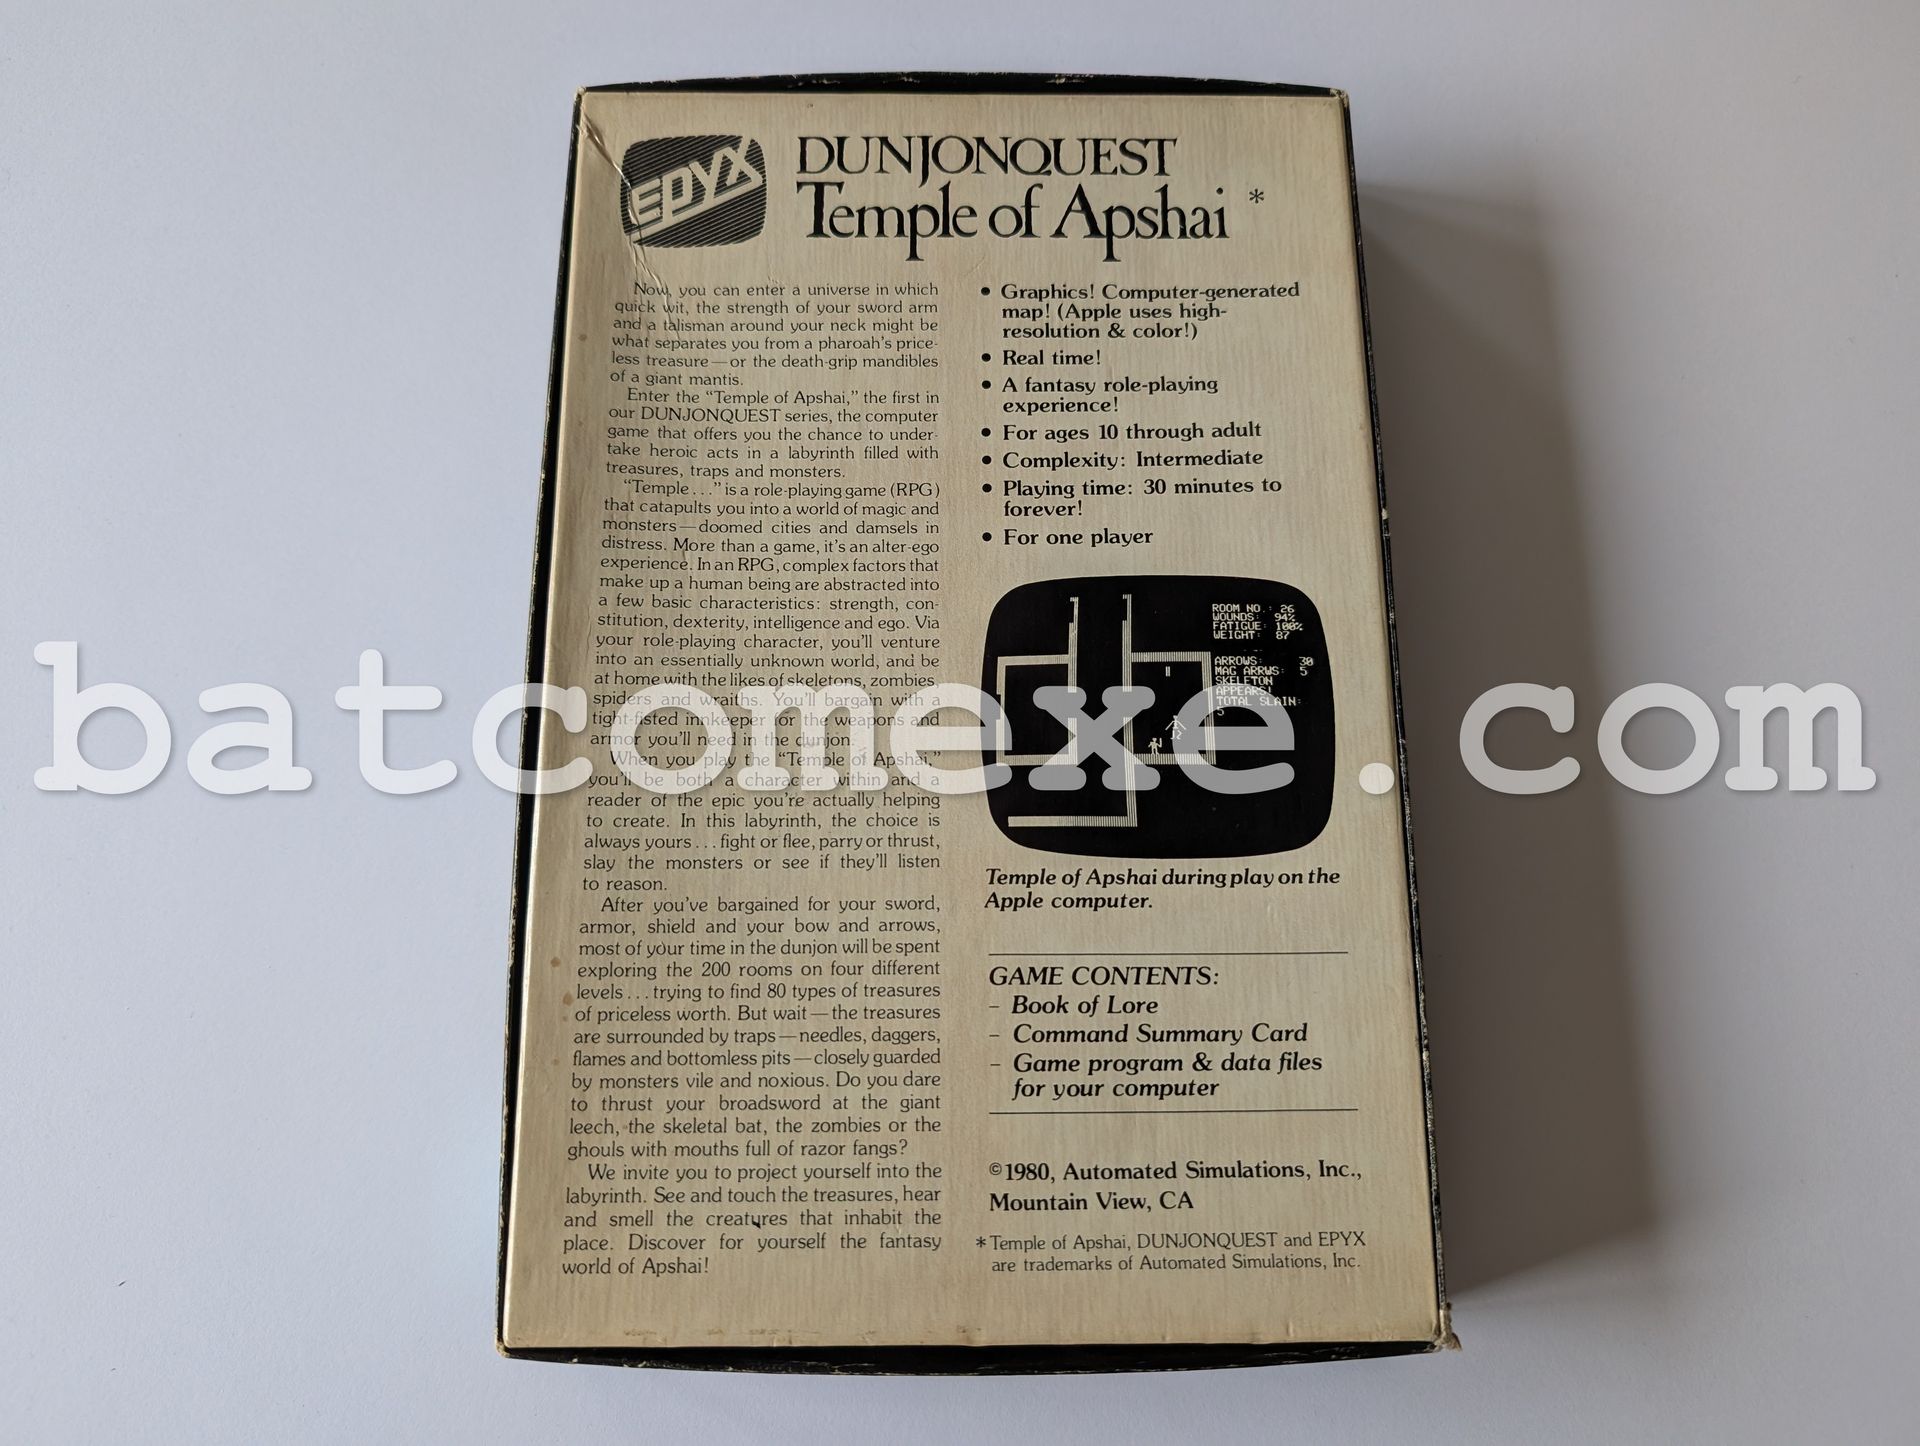 EPYX
DUNJONQUEST
Temple of Apshai *
Now, you can enter a universe in which
quick wit, the strength of your sword arm
and a talisman around your neck might be
what separates you from a pharoah's price-
less treasure—or the death-grip mandibles
of a giant mantis.
Enter the "Temple of Apshai," the first in
our DUNJONQUEST series, the computer
game that offers you the chance to under-
take heroic acts in a labyrinth filled with
treasures, traps and monsters.
"Temple . . ." is a role-playing game (RPG)
that catapults you into a world of magic and
monsters—doomed cities and damsels in
distress. More than a game, it's an alter-ego
experience. In an RPG, complex factors that
make up a human being are abstracted into
a few basic characteristics: strength, con-
stitution, dexterity, intelligence and ego. Via
your role-playing character, you'll venture
into an essentially unknown world, and be
at home with the likes of skeletons, zombies,
spiders and wraiths. You'll bargain with a
tight-fisted innkeeper for the weapons and
armor you'll need in the dunjon.
When you play the "Temple of Apshai,"
you'll be both a character within and a
reader of the epic you're actually helping
to create. In this labyrinth, the choice is
always yours . . . fight or flee, parry or thrust,
slay the monsters or see if they'll listen
to reason.
After you've bargained for your sword,
armor, shield and your bow and arrows,
most of your time in the dunjon will be spent
exploring the 200 rooms on four different
levels . . . trying to find 80 types of treasures
of priceless worth. But wait—the treasures
are surrounded by traps—needles, daggers,
flames and bottomless pits—closely guarded
by monsters vile and noxious. Do you dare
to thrust your broadsword at the giant
leech, the skeletal bat, the zombies or the
ghouls with mouths full of razor fangs?
We invite you to project yourself into the
labyrinth. See and touch the treasures, hear
and smell the creatures that inhabit the
place. Discover for yourself the fantasy
world of Apshai!
• Graphics! Computer-generated
map! (Apple uses high-
resolution & color!)
• Real time!
• A fantasy role-playing
experience!
• For ages 10 through adult
• Complexity: Intermediate
• Playing time: 30 minutes to
forever!
• For one player
ROOM NO.: 26
WOUNDS: 94%
FATIGUE: 100%
WEIGHT: 87
ARROWS: 30
MAG ARRWS: 5
SKELETON
APPEARS!
TOTAL SLAIN:
5
Temple of Apshai during play on the
Apple computer.
GAME CONTENTS:
– Book of Lore
– Command Summary Card
– Game program & data files
for your computer
©1980, Automated Simulations, Inc.,
Mountain View, CA
* Temple of Apshai, DUNJONQUEST and EPYX
are trademarks of Automated Simulations, Inc.
batcomexe.com